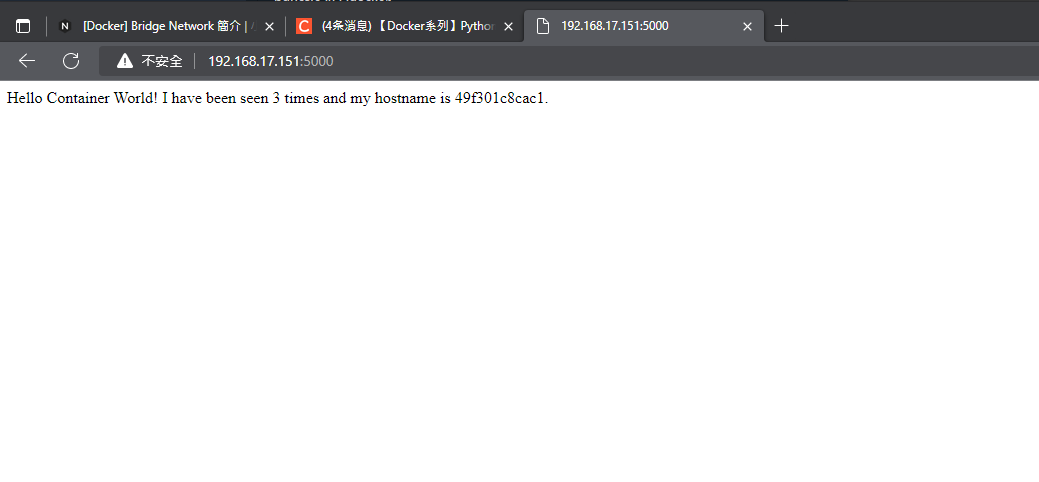 [Docker] Bridge Network 簡介 |
(4条消息) 【Docker系列】Python
192.168.17.151:5000
不安全
192.168.17.151:5000
Hello Container World! I have been seen 3 times and my hostname is 49f301c8cac1.